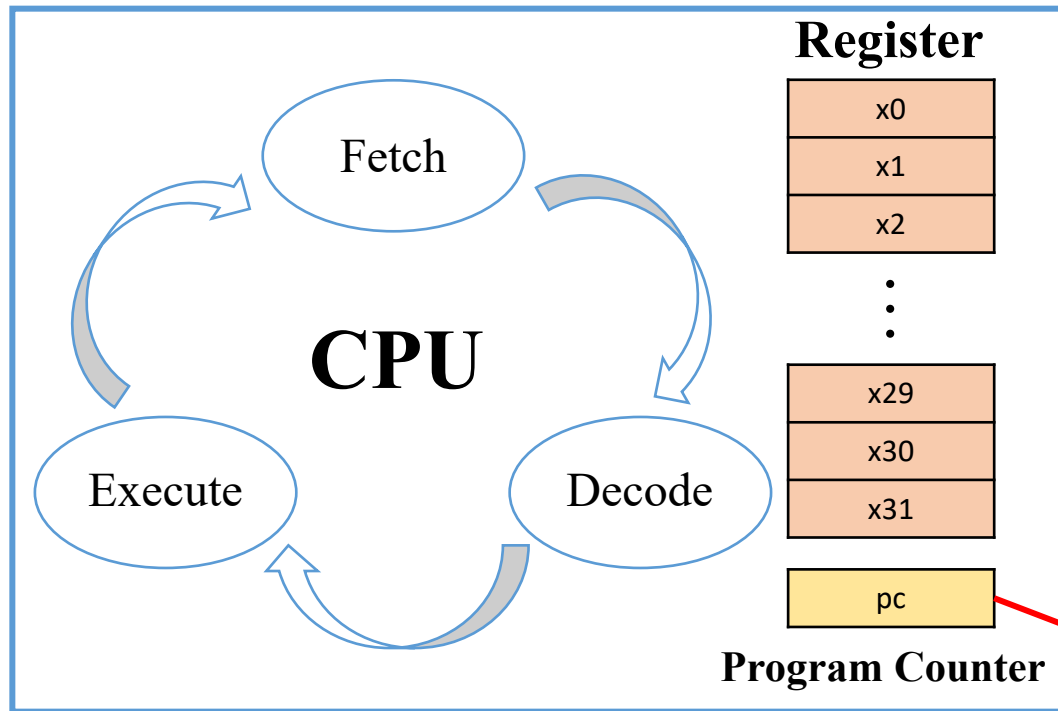 Register
x0
x1
x2
x29
x30
x31
pc
Program Counter
Fetch
CPU
Execute
Decode